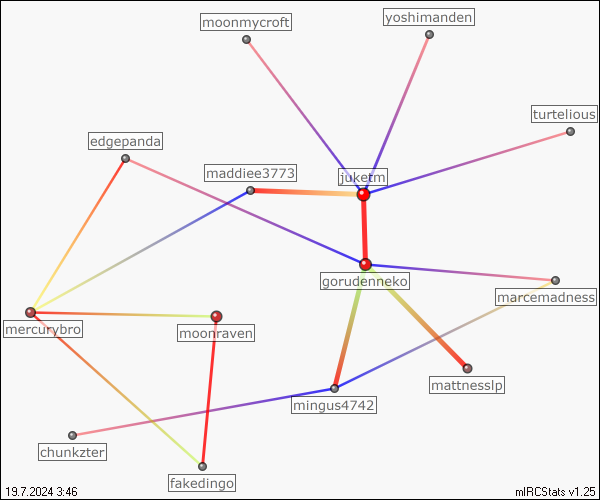 moonmycroft
yoshimanden
turtelious
edgepanda
maddiee3773
juketm
gorudenneko
marcemadness
mercurybro
moonraven
mattnesslp
mingus4742
chunkzter
fakedingo
19.7.2024 3:46
mIRCStats v1.25